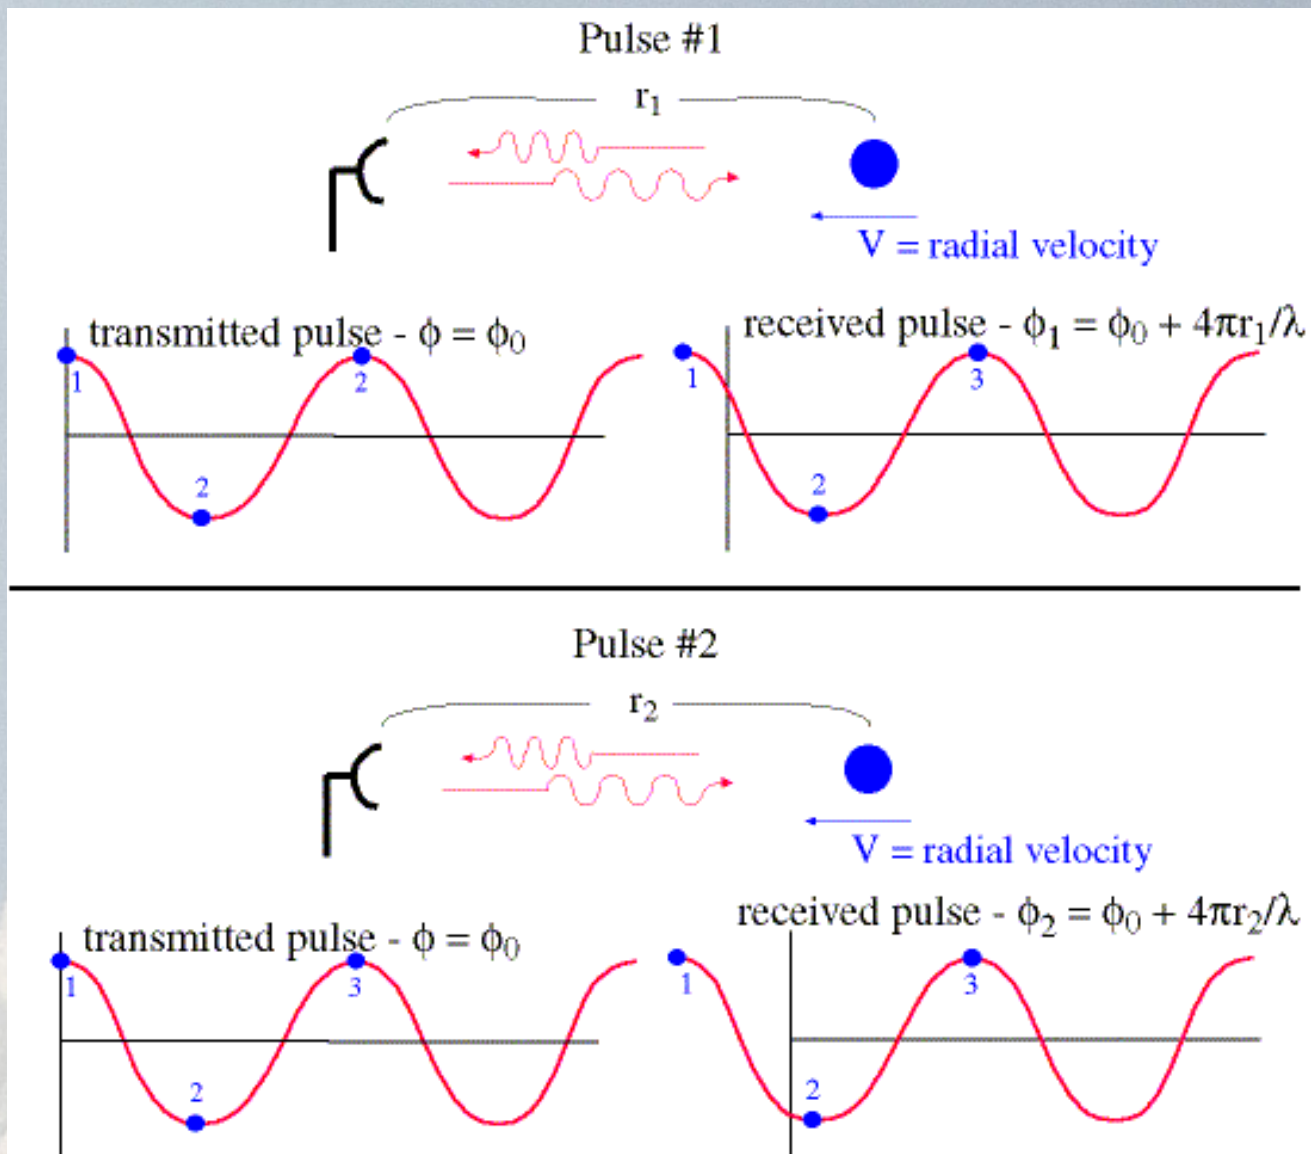 Pulse #1
r₁
V = radial velocity
transmitted pulse - ϕ = ϕ₀
1
2
2
received pulse - ϕ₁ = ϕ₀ + 4πr₁/λ
1
3
2
Pulse #2
r₂
V = radial velocity
transmitted pulse - ϕ = ϕ₀
1
3
2
received pulse - ϕ₂ = ϕ₀ + 4πr₂/λ
1
3
2